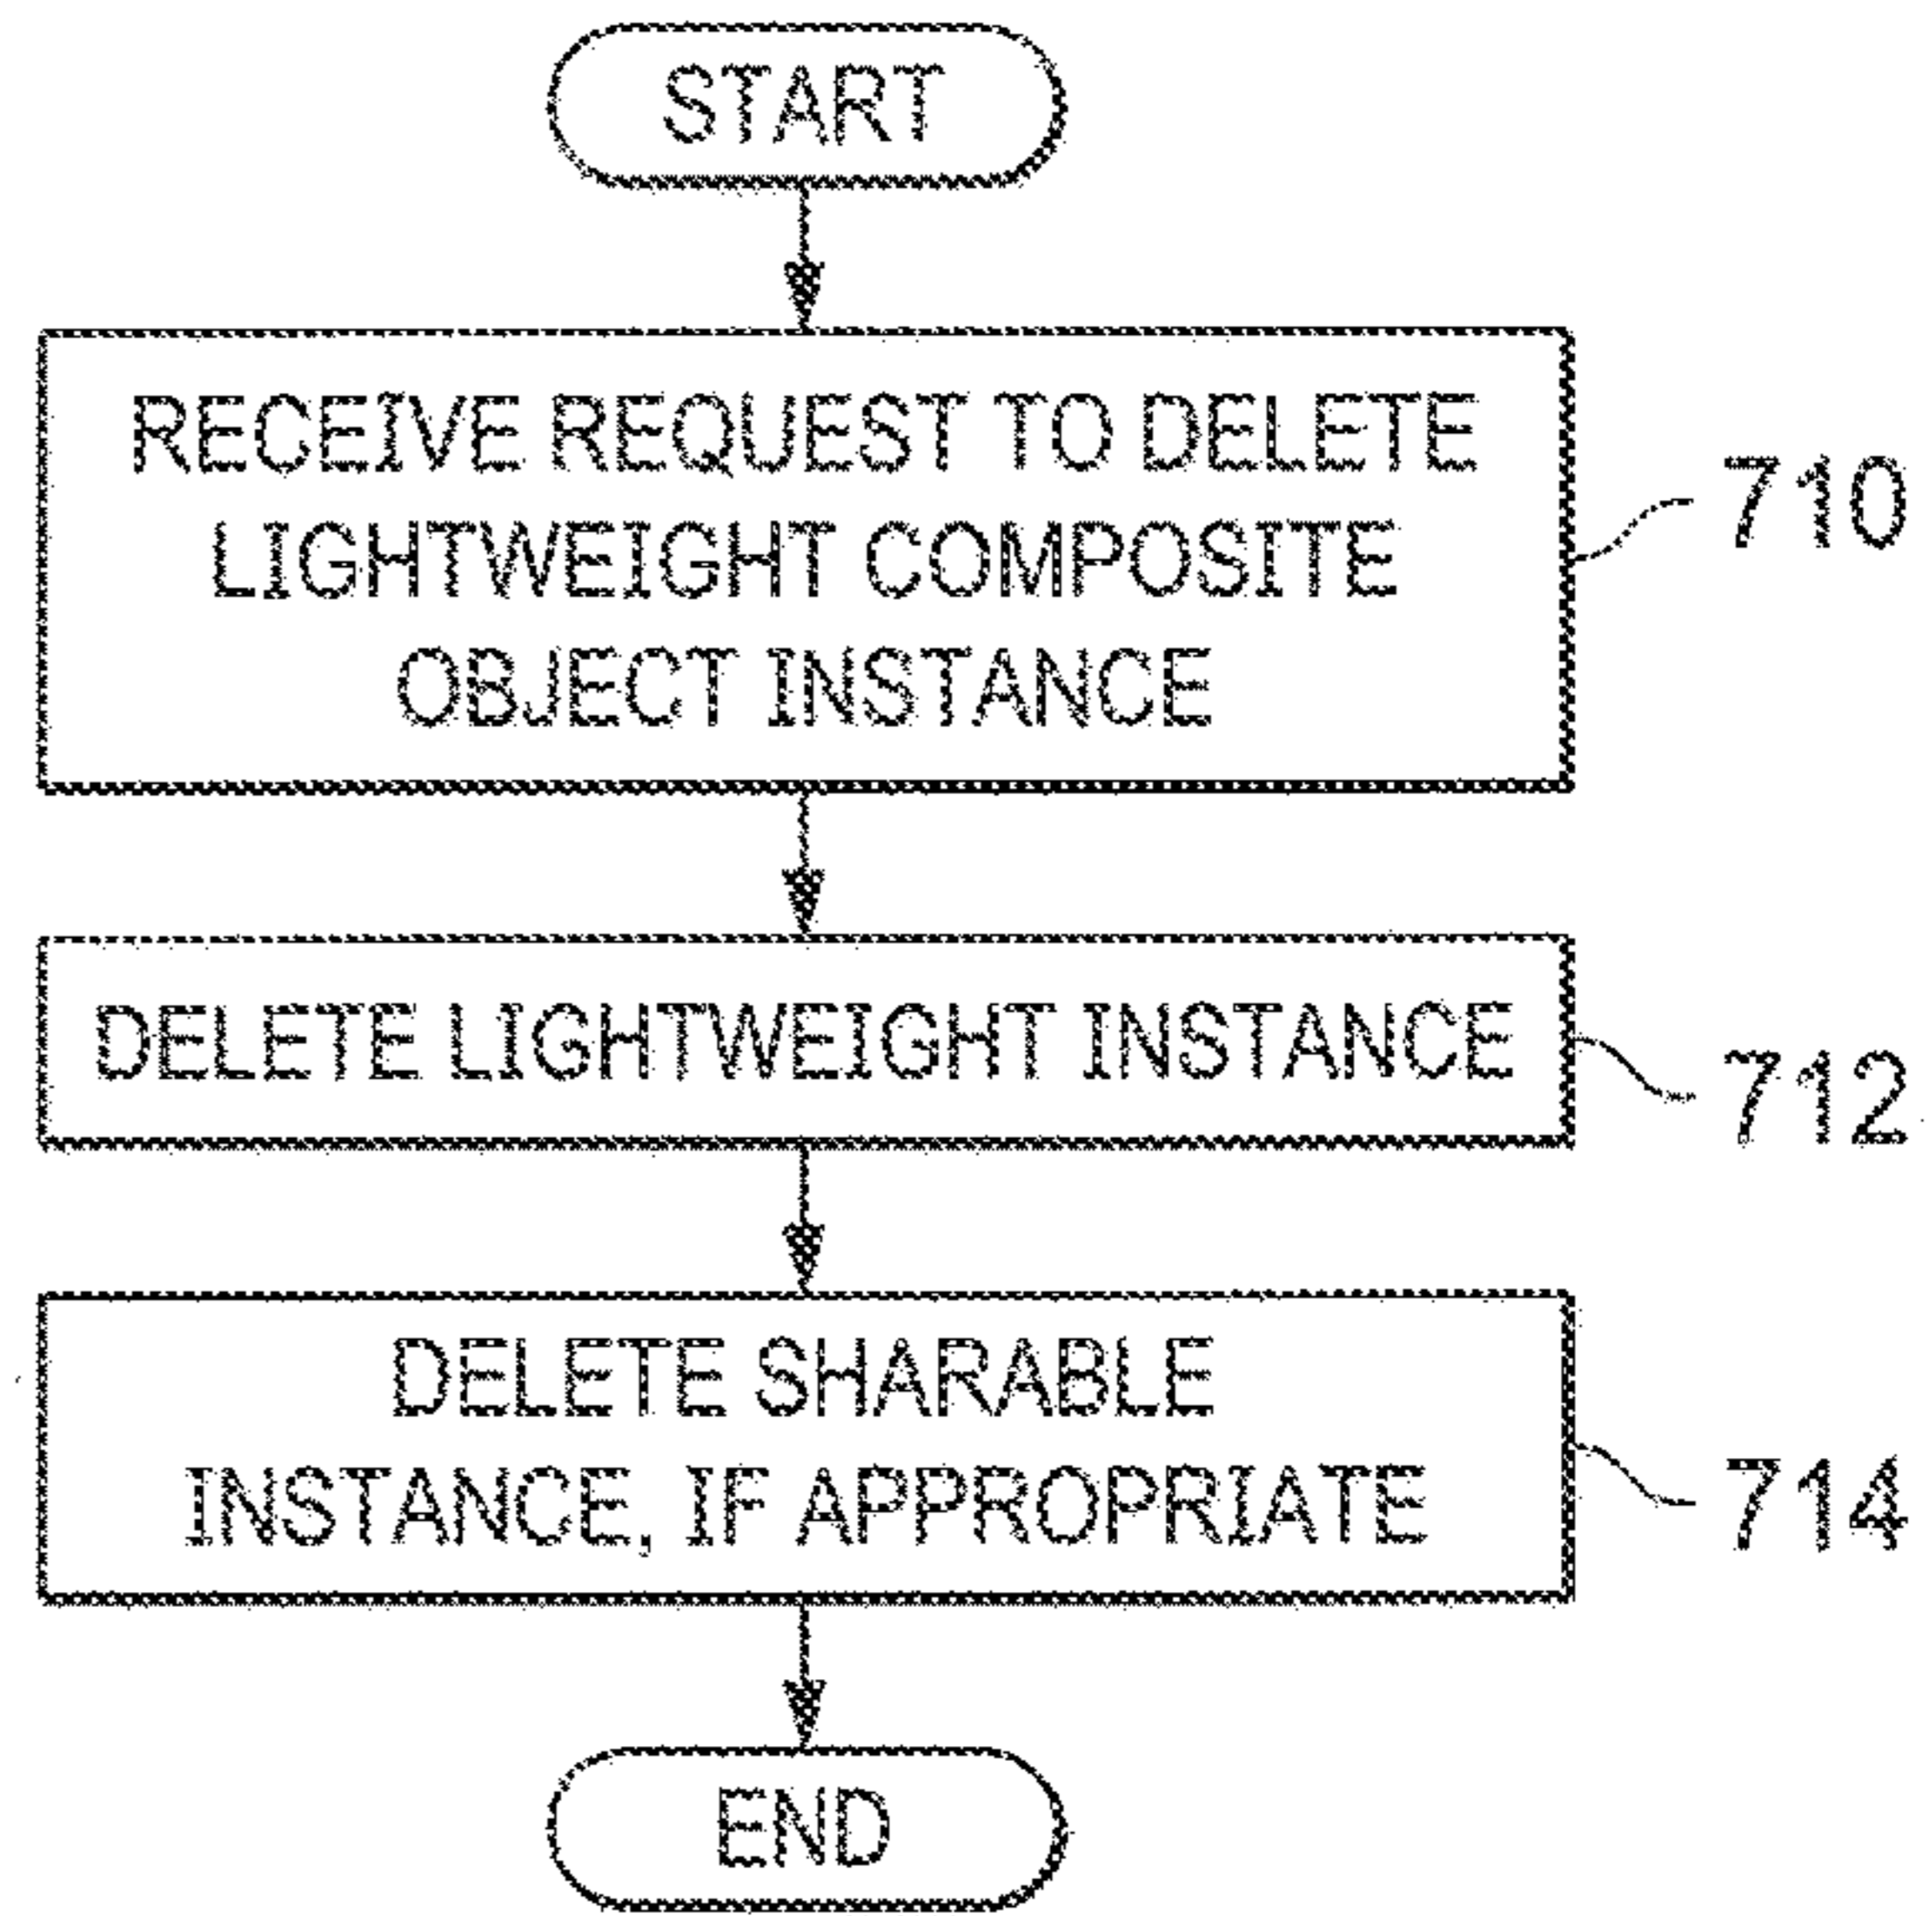 START
RECEIVE REQUEST TO DELETE
LIGHTWEIGHT COMPOSITE
OBJECT INSTANCE
710
DELETE LIGHTWEIGHT INSTANCE
712
DELETE SHARABLE
INSTANCE, IF APPROPRIATE
714
END